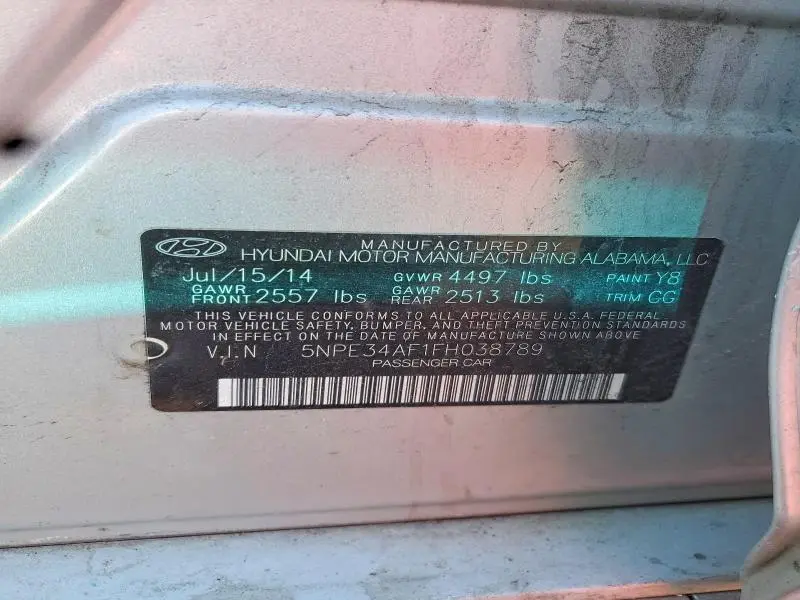 MANUFACTURED BY
HYUNDAI MOTOR MANUFACTURING ALABAMA, LLC
Jul/15/14 GVWR 4497 lbs PAINT Y8
GAWR FRONT 2557 lbs GAWR REAR 2513 lbs TRIM GG
THIS VEHICLE CONFORMS TO ALL APPLICABLE U.S.A. FEDERAL
MOTOR VEHICLE SAFETY, BUMPER, AND THEFT PREVENTION STANDARDS
IN EFFECT ON THE DATE OF MANUFACTURE SHOWN ABOVE.
V.I.N 5NPE34AF1FH038789
PASSENGER CAR